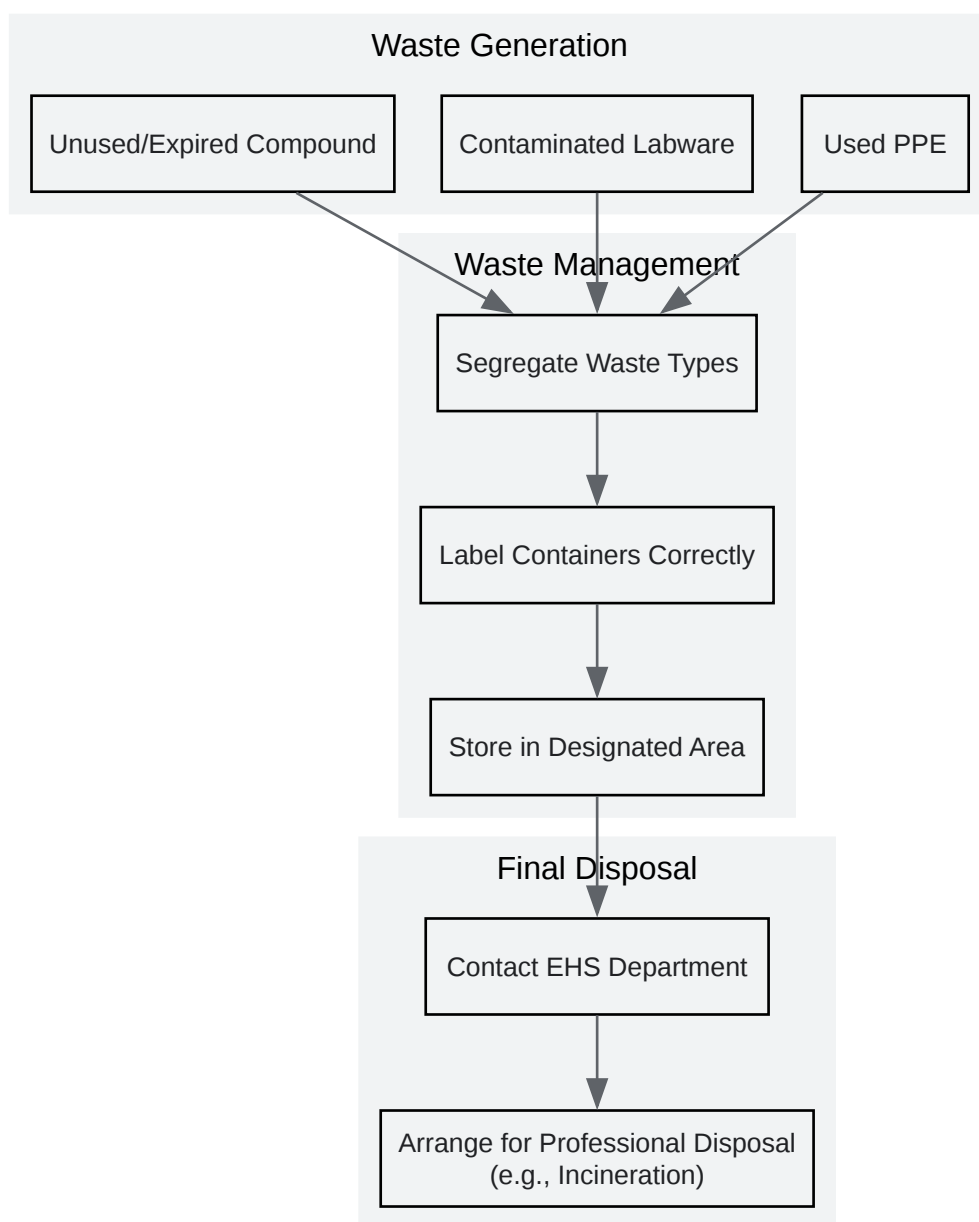 Waste Generation
Unused/Expired Compound
Contaminated Labware
Used PPE
Waste Management
Segregate Waste Types
Label Containers Correctly
Store in Designated Area
Final Disposal
Contact EHS Department
Arrange for Professional Disposal
(e.g., Incineration)